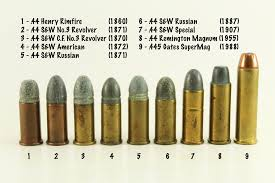 1 - .44 Henry Rimfire (1860)
2 - .44 S&W No.3 Revolver (1871)
3 - .44 S&W C.F. No.3 Revolver (1870)
4 - .44 S&W American (1872)
5 - .44 S&W Russian (1871)
6 - .44 S&W Russian (1887)
7 - .44 S&W Special (1907)
8 - .44 Remington Magnum (1955)
9 - .445 Gates SuperMag (1988)
1 2 3 4 5 6 7 8 9